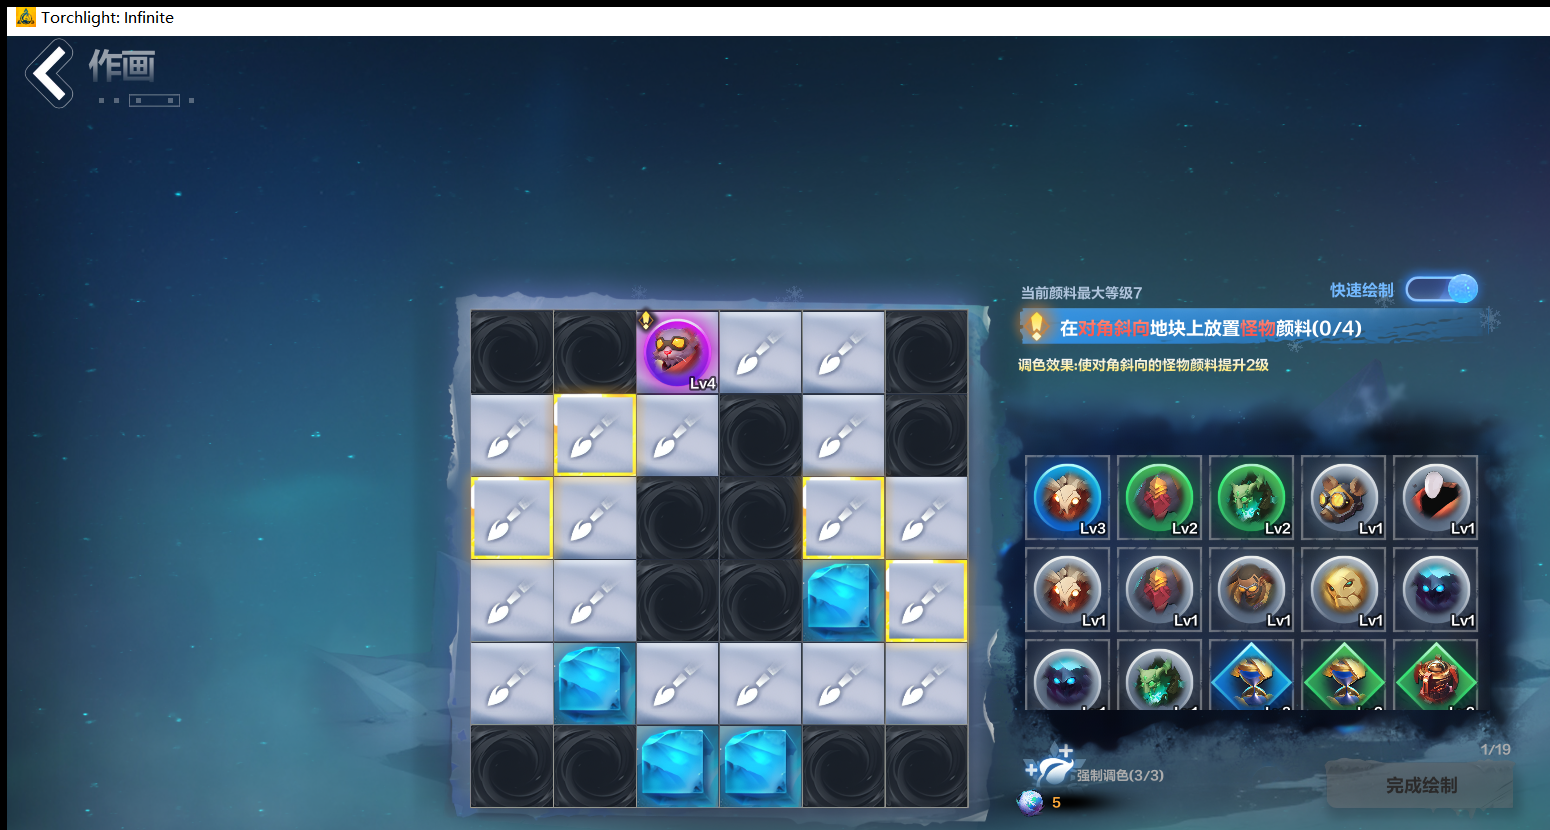 Torchlight: Infinite
作画
当前颜料最大等级7
快速绘制
在对角斜向地块上放置怪物颜料(0/4)
调色效果:使对角斜向的怪物颜料提升2级
Lv4
Lv3
Lv2
Lv2
Lv1
Lv1
Lv1
Lv1
Lv1
Lv1
Lv1
1/19
强制调色(3/3)
完成绘制
5